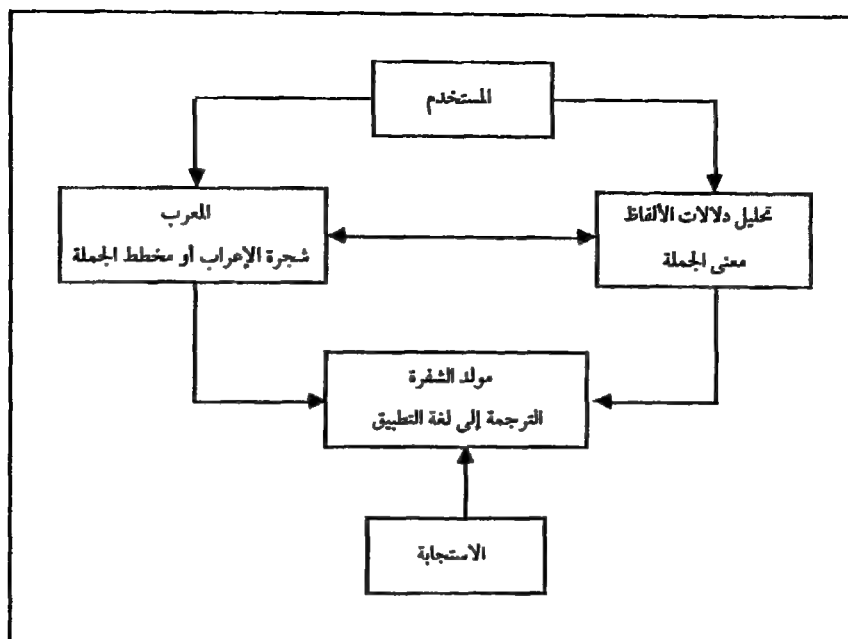 المستخدم
تحليل دلالات الألفاظ
معنى الجملة
المعرب
شجرة الإعراب أو مخطط الجملة
مولد الشفرة
الترجمة إلى لغة التطبيق
الاستجابة